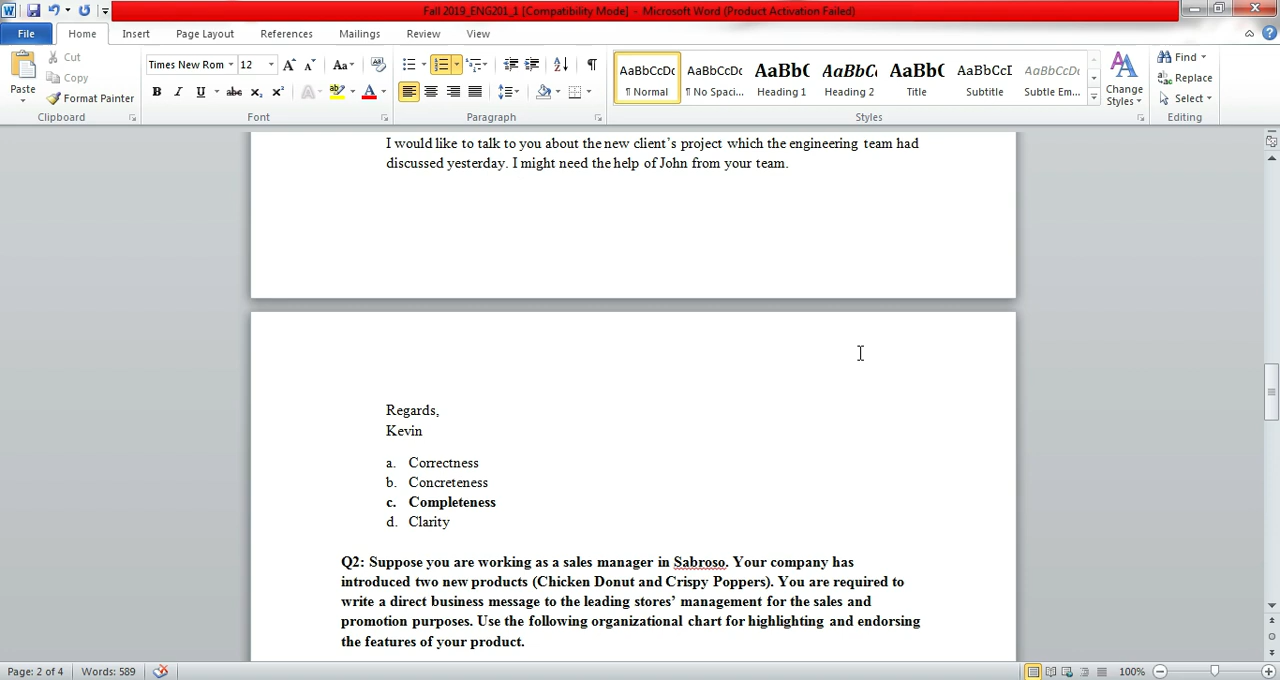 Fall 2019_ENG201_1 [Compatibility Mode] - Microsoft Word (Product Activation Failed)
File Home Insert Page Layout References Mailings Review View
Paste
Cut
Copy
Format Painter
Clipboard
Times New Rom 12
Font
Paragraph
AaBbCcDc ¶ Normal
AaBbCcDc ¶ No Spaci...
AaBbC Heading 1
AaBbCc Heading 2
AaBbC Title
AaBbCcI Subtitle
AaBbCcDc Subtle Em...
Change Styles
Styles
Find
Replace
Select
Editing
I would like to talk to you about the new client’s project which the engineering team had
discussed yesterday. I might need the help of John from your team.
Regards,
Kevin
a. Correctness
b. Concreteness
c. Completeness
d. Clarity
Q2: Suppose you are working as a sales manager in Sabroso. Your company has
introduced two new products (Chicken Donut and Crispy Poppers). You are required to
write a direct business message to the leading stores’ management for the sales and
promotion purposes. Use the following organizational chart for highlighting and endorsing
the features of your product.
Page: 2 of 4 Words: 589 100%